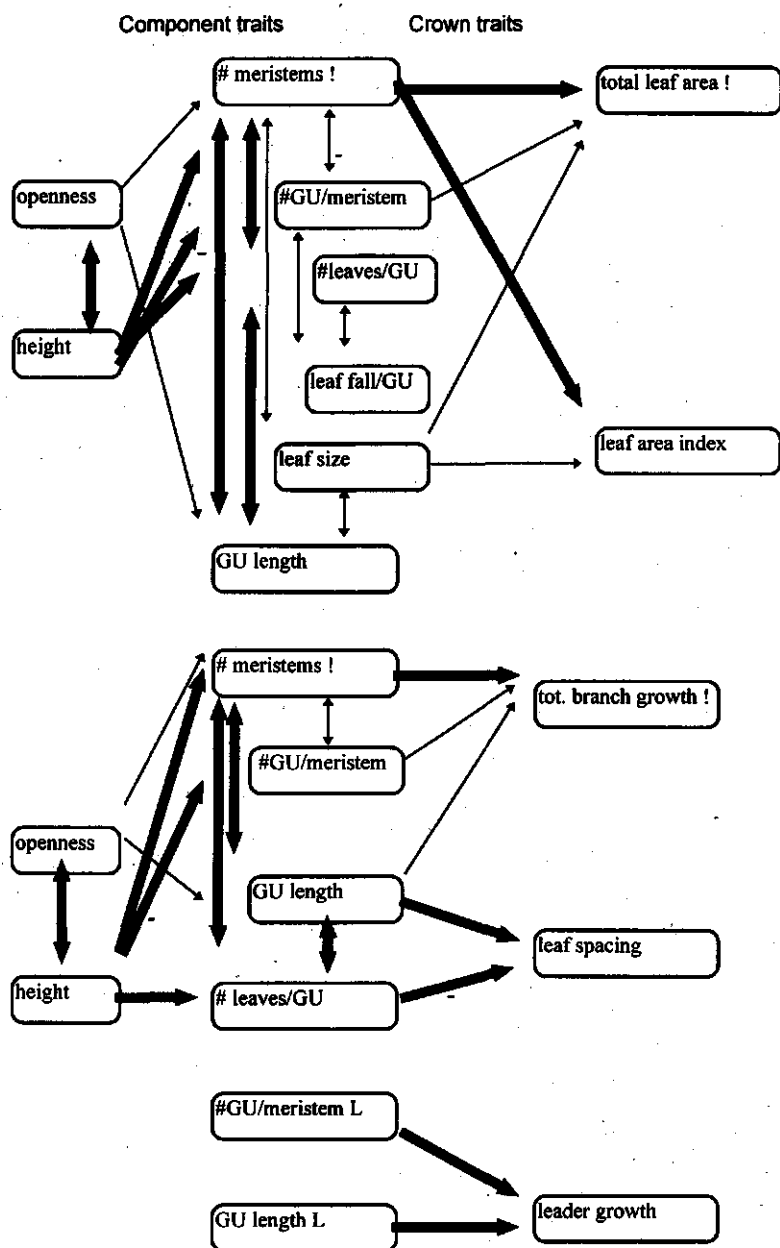 Component traits
Crown traits
# meristems !
total leaf area !
openness
#GU/meristem
-
-
#leaves/GU
height
leaf fall/GU
leaf size
leaf area index
GU length
# meristems !
tot. branch growth !
#GU/meristem
openness
GU length
-
leaf spacing
height
# leaves/GU
-
#GU/meristem L
GU length L
leader growth